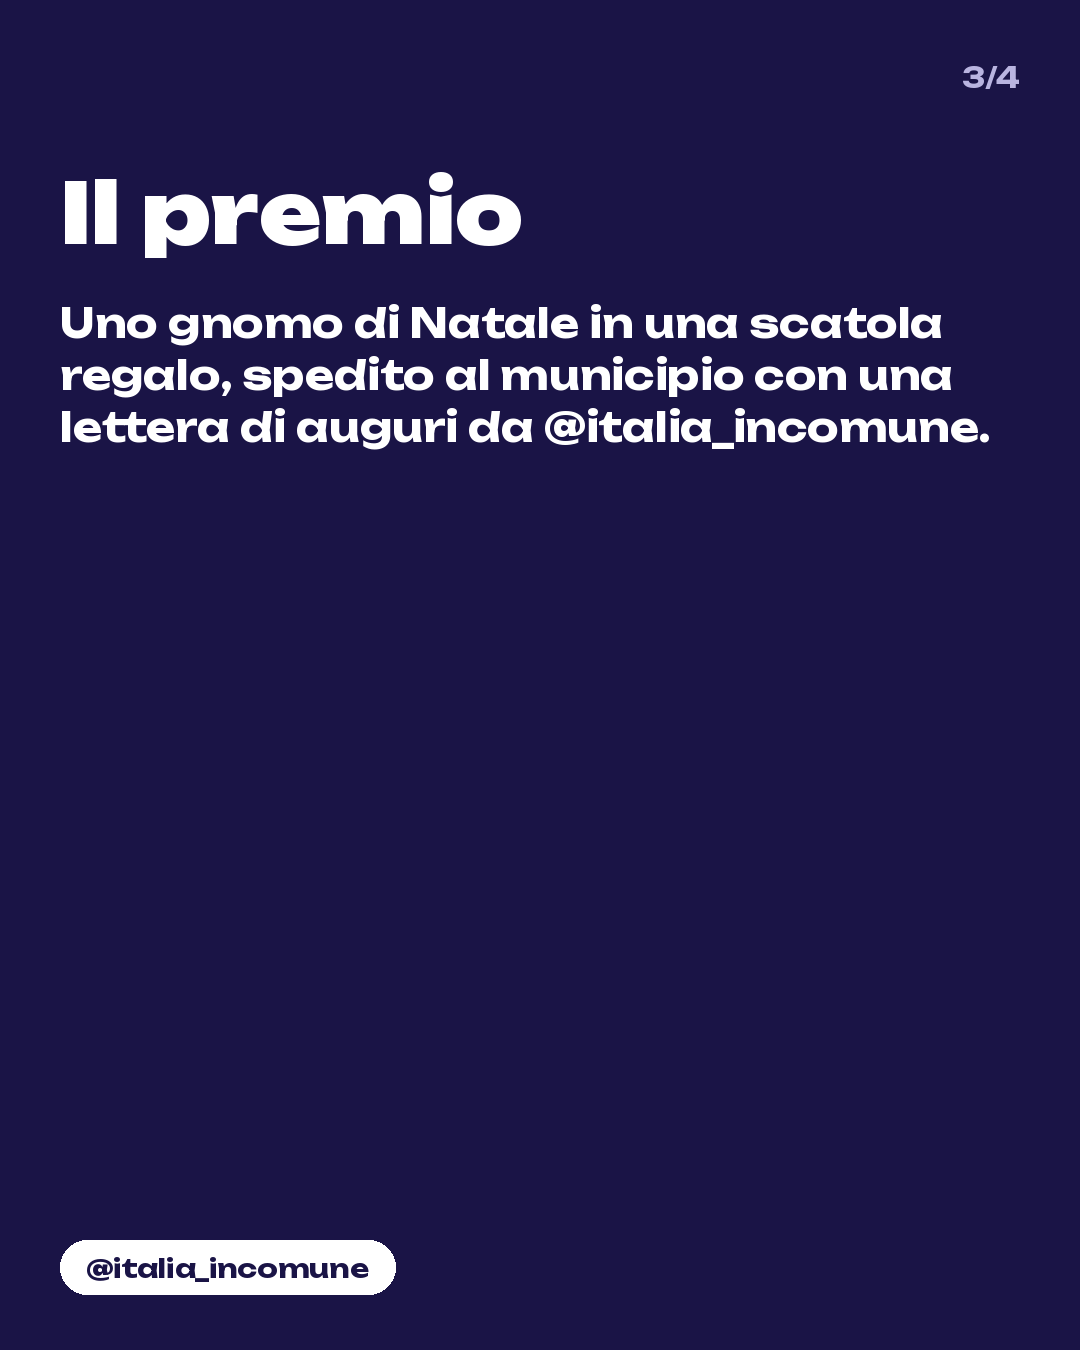 3/4
Il premio
Uno gnomo di Natale in una scatola
regalo, spedito al municipio con una
lettera di auguri da @italia_incomune.
@italia_incomune